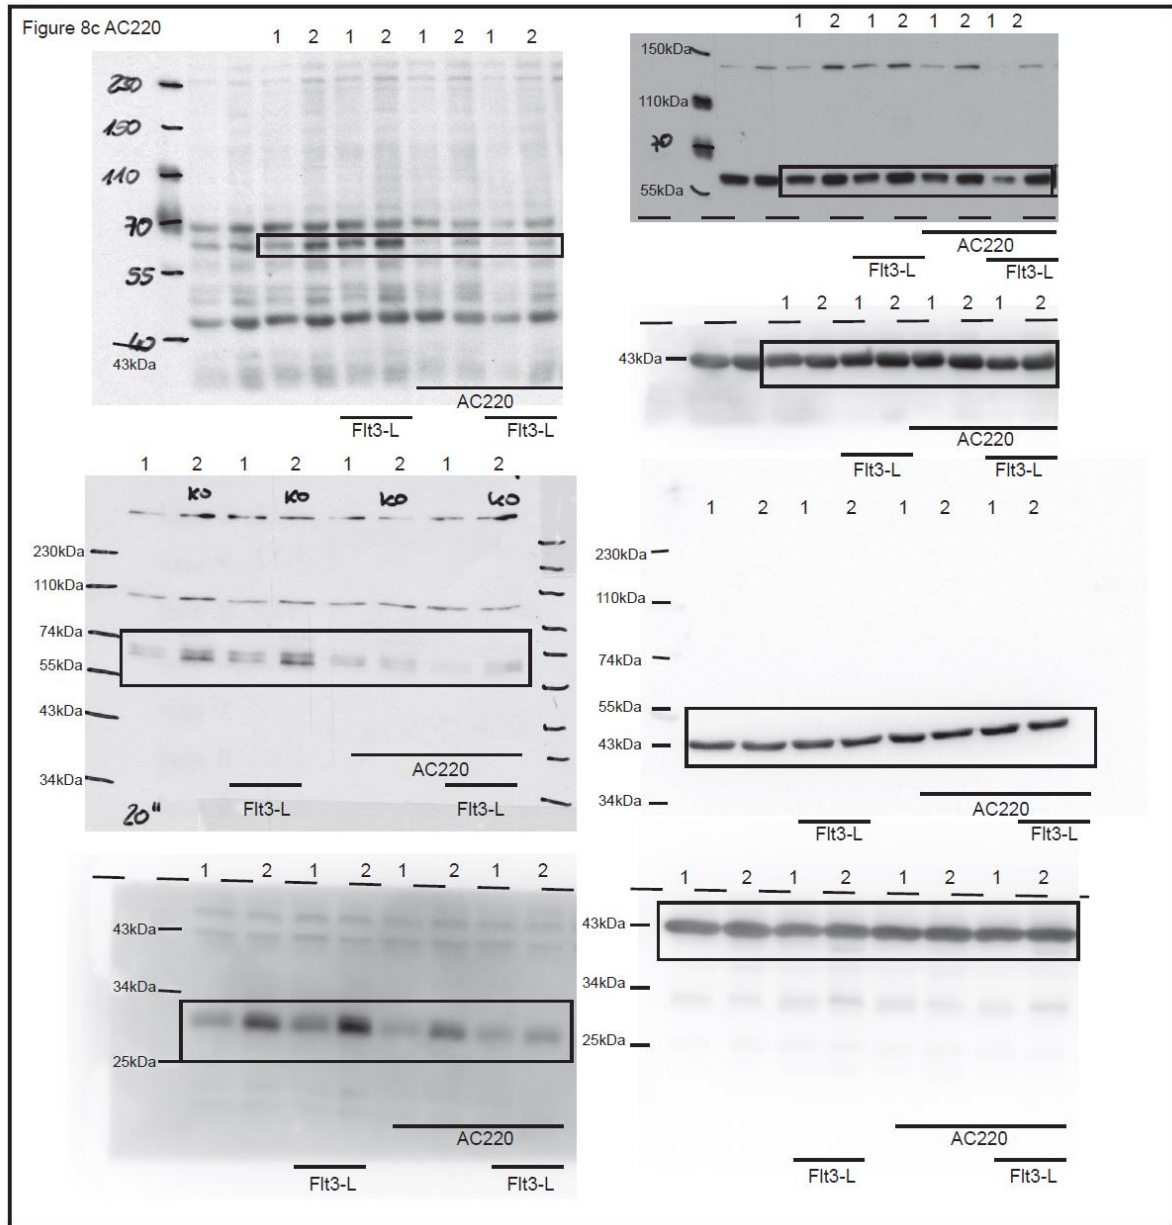 Figure 8c AC220
1 2 1 2 1 2 1 2
230
150
110
70
55
40
43kDa
AC220
Flt3-L Flt3-L
1 2 1 2 1 2 1 2
150kDa
110kDa
70
55kDa
AC220
Flt3-L Flt3-L
1 2 1 2 1 2 1 2
43kDa
AC220
Flt3-L Flt3-L
1 2 1 2 1 2 1 2
KO KO KO KO
230kDa
110kDa
74kDa
55kDa
43kDa
34kDa
AC220
20" Flt3-L Flt3-L
1 2 1 2 1 2 1 2
230kDa
110kDa
74kDa
55kDa
43kDa
34kDa
AC220
Flt3-L Flt3-L
1 2 1 2 1 2 1 2
43kDa
34kDa
25kDa
AC220
Flt3-L Flt3-L
1 2 1 2 1 2 1 2
43kDa
34kDa
25kDa
AC220
Flt3-L Flt3-L